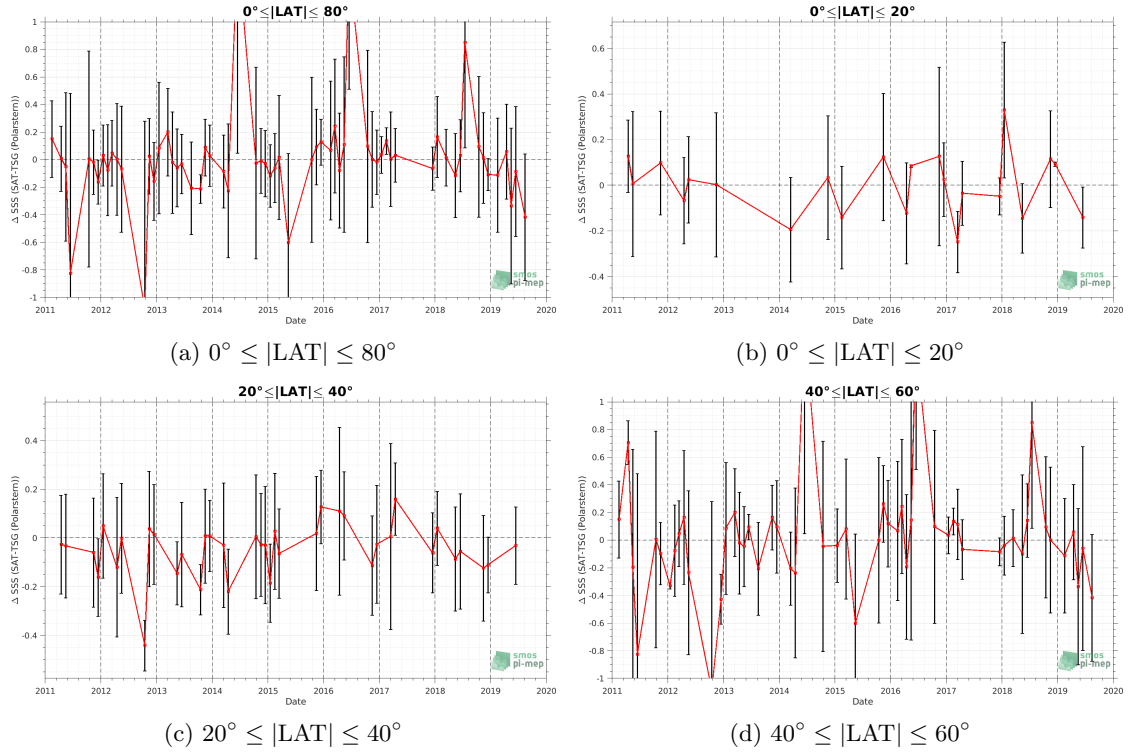 0°≤|LAT|≤ 80°
Δ SSS (SAT-TSG (Polarstern))
1
0.8
0.6
0.4
0.2
0
-0.2
-0.4
-0.6
-0.8
-1
2011 2012 2013 2014 2015 2016 2017 2018 2019 2020
Date
smos
pi-mep
(a) 0° ≤ |LAT| ≤ 80°
0°≤|LAT|≤ 20°
Δ SSS (SAT-TSG (Polarstern))
0.6
0.4
0.2
0
-0.2
-0.4
2011 2012 2013 2014 2015 2016 2017 2018 2019 2020
Date
smos
pi-mep
(b) 0° ≤ |LAT| ≤ 20°
20°≤|LAT|≤ 40°
Δ SSS (SAT-TSG (Polarstern))
0.4
0.2
0
-0.2
-0.4
2011 2012 2013 2014 2015 2016 2017 2018 2019 2020
Date
smos
pi-mep
(c) 20° ≤ |LAT| ≤ 40°
40°≤|LAT|≤ 60°
Δ SSS (SAT-TSG (Polarstern))
1
0.8
0.6
0.4
0.2
0
-0.2
-0.4
-0.6
-0.8
-1
2011 2012 2013 2014 2015 2016 2017 2018 2019 2020
Date
smos
pi-mep
(d) 40° ≤ |LAT| ≤ 60°